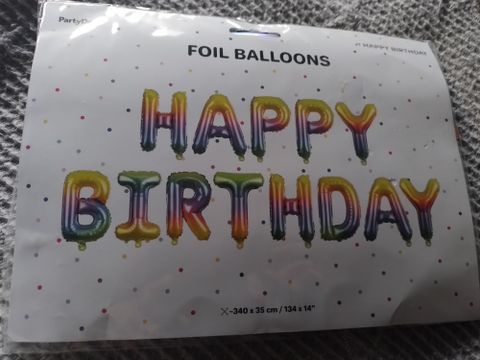 FOIL BALLOONS
HAPPY BIRTHDAY
HAPPY
BIRTHDAY
~340 x 35 cm / 134 x 14"